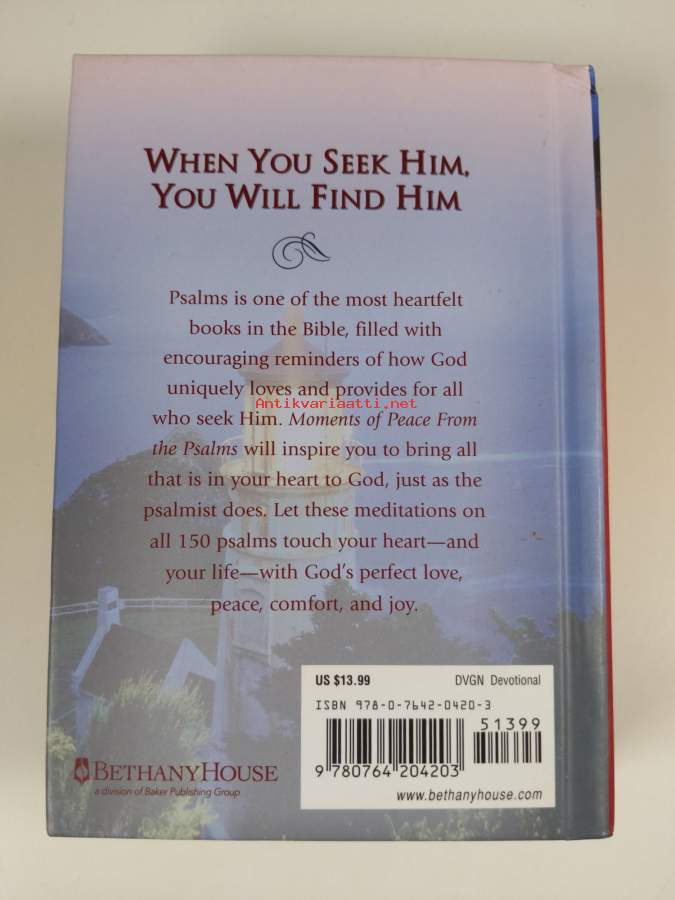 WHEN YOU SEEK HIM,
YOU WILL FIND HIM
Psalms is one of the most heartfelt
books in the Bible, filled with
encouraging reminders of how God
uniquely loves and provides for all
Antikvariaatti.net
who seek Him. Moments of Peace From
the Psalms will inspire you to bring all
that is in your heart to God, just as the
psalmist does. Let these meditations on
all 150 psalms touch your heart—and
your life—with God's perfect love,
peace, comfort, and joy.
US $13.99 DVGN Devotional
ISBN 978-0-7642-0420-3
51399
9 780764 204203
www.bethanyhouse.com
BETHANYHOUSE
a division of Baker Publishing Group